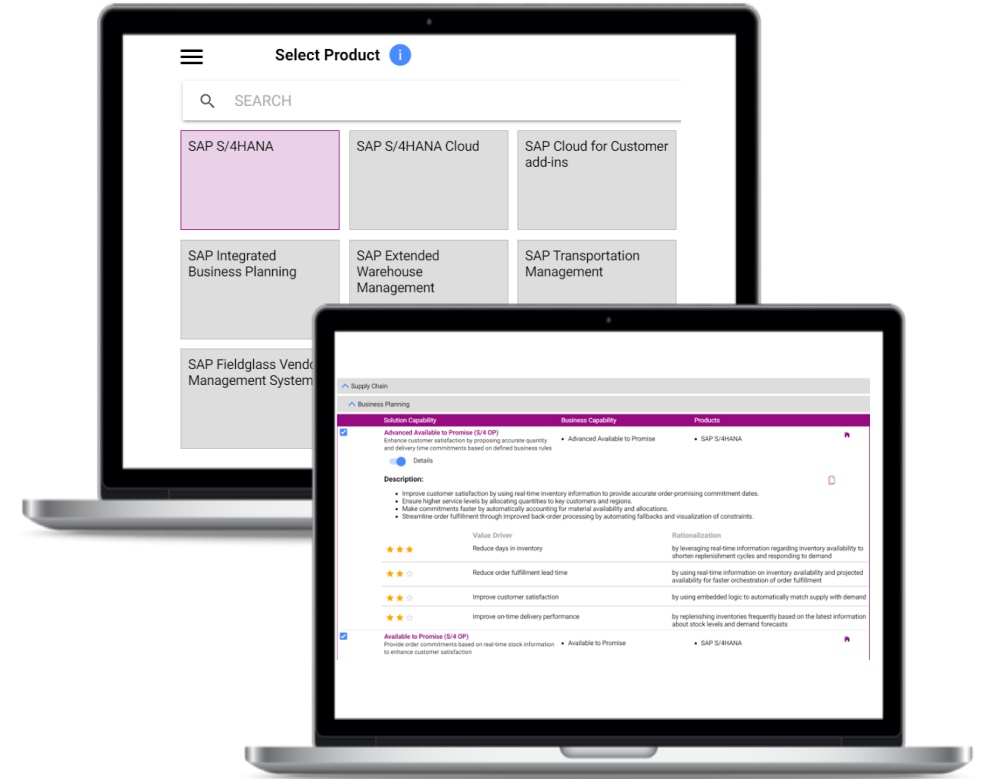 Select Product i
SEARCH
SAP S/4HANA
SAP S/4HANA Cloud
SAP Cloud for Customer
add-ins
SAP Integrated
Business Planning
SAP Extended
Warehouse
Management
SAP Transportation
Management
SAP Fieldglass Vend
Management System
Supply Chain
Business Planning
Solution Capability Business Capability Products
Advanced Available to Promise (S/4 OP)
Enhance customer satisfaction by proposing accurate quantity
and delivery time commitments based on defined business rules
• Advanced Available to Promise
• SAP S/4HANA
Details
Description:
• Improve customer satisfaction by using real-time inventory information to provide accurate order-promising commitment dates.
• Ensure higher service levels by allocating quantities to key customers and regions.
• Make commitments faster by automatically accounting for material availability and allocations.
• Streamline order fulfillment through improved back-order processing by automating fallbacks and visualization of constraints.
Value Driver Rationalization
Reduce days in inventory
by leveraging real-time information regarding inventory availability to
shorten replenishment cycles and responding to demand
Reduce order fulfillment lead time
by using real-time information on inventory availability and projected
availability for faster orchestration of order fulfillment
Improve customer satisfaction
by using embedded logic to automatically match supply with demand
Improve on-time delivery performance
by replenishing inventories frequently based on the latest information
about stock levels and demand forecasts
Available to Promise (S/4 OP)
Provide order commitments based on real-time stock information
to enhance customer satisfaction
• Available to Promise
• SAP S/4HANA